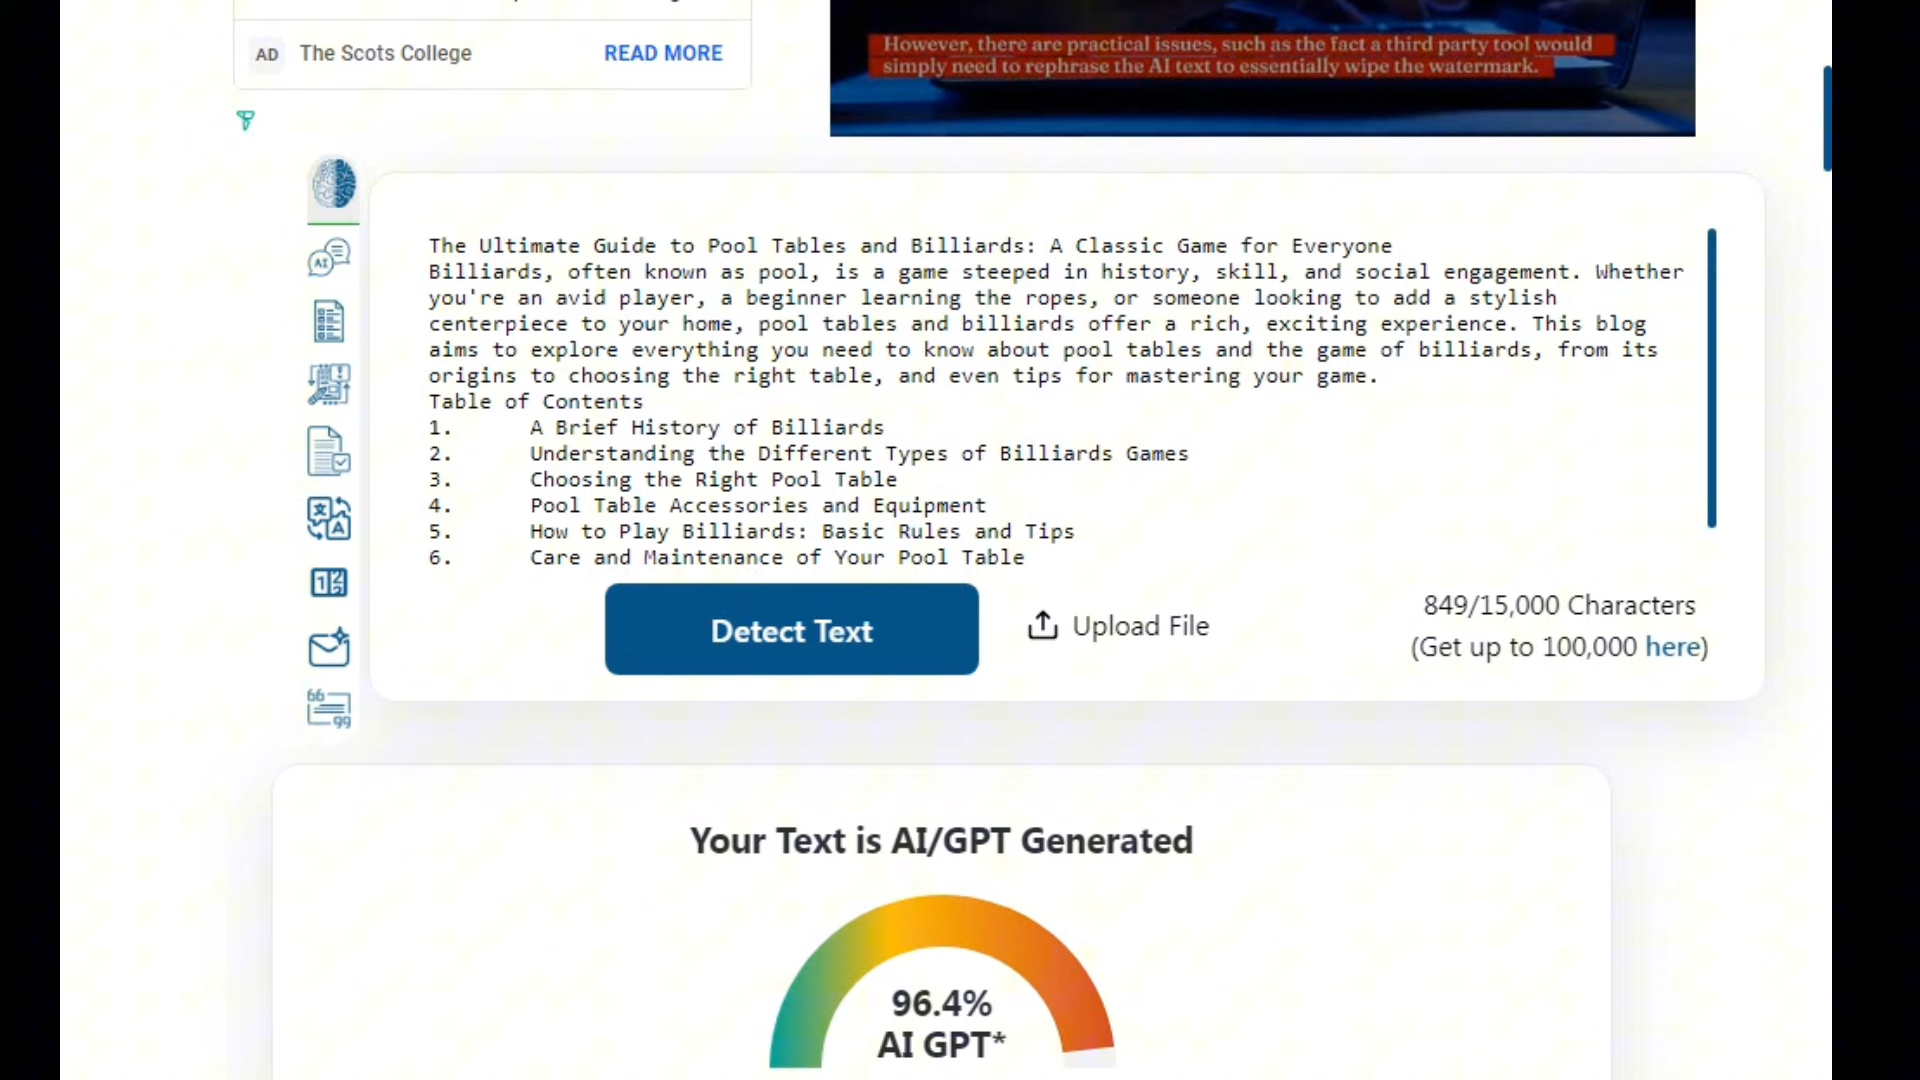 AD The Scots College READ MORE
However, there are practical issues, such as the fact a third party tool would
simply need to rephrase the AI text to essentially wipe the watermark.
The Ultimate Guide to Pool Tables and Billiards: A Classic Game for Everyone
Billiards, often known as pool, is a game steeped in history, skill, and social engagement. Whether
you're an avid player, a beginner learning the ropes, or someone looking to add a stylish
centerpiece to your home, pool tables and billiards offer a rich, exciting experience. This blog
aims to explore everything you need to know about pool tables and the game of billiards, from its
origins to choosing the right table, and even tips for mastering your game.
Table of Contents
1. A Brief History of Billiards
2. Understanding the Different Types of Billiards Games
3. Choosing the Right Pool Table
4. Pool Table Accessories and Equipment
5. How to Play Billiards: Basic Rules and Tips
6. Care and Maintenance of Your Pool Table
Detect Text
Upload File
849/15,000 Characters
(Get up to 100,000 here)
Your Text is AI/GPT Generated
96.4%
AI GPT*